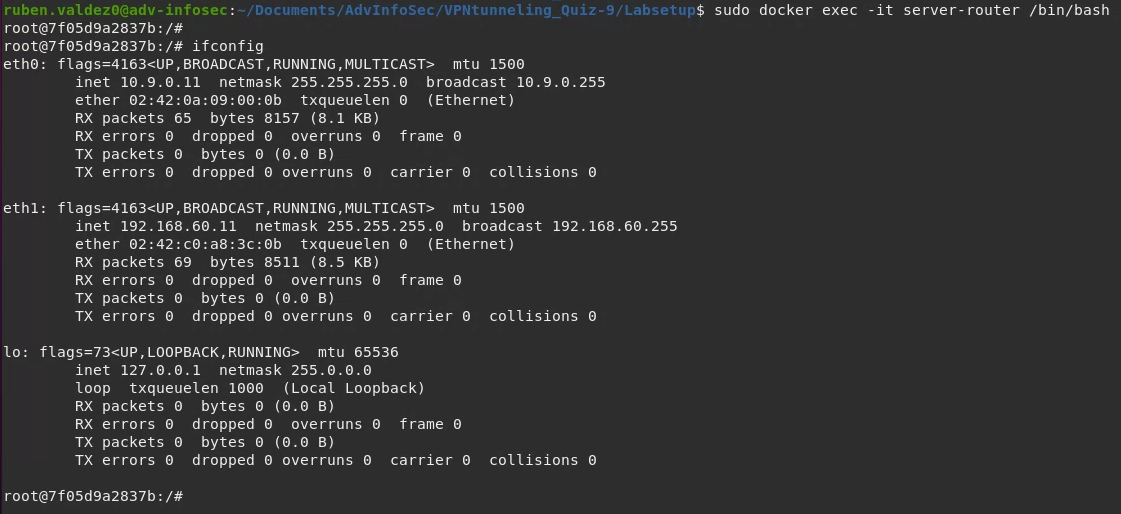 ruben.valdez0@adv-infosec:~/Documents/AdvInfoSec/VPNtunneling_Quiz-9/Labsetup$ sudo docker exec -it server-router /bin/bash
root@7f05d9a2837b:/#
root@7f05d9a2837b:/# ifconfig
eth0: flags=4163<UP,BROADCAST,RUNNING,MULTICAST>  mtu 1500
        inet 10.9.0.11  netmask 255.255.255.0  broadcast 10.9.0.255
        ether 02:42:0a:09:00:0b  txqueuelen 0  (Ethernet)
        RX packets 65  bytes 8157 (8.1 KB)
        RX errors 0  dropped 0  overruns 0  frame 0
        TX packets 0  bytes 0 (0.0 B)
        TX errors 0  dropped 0 overruns 0  carrier 0  collisions 0

eth1: flags=4163<UP,BROADCAST,RUNNING,MULTICAST>  mtu 1500
        inet 192.168.60.11  netmask 255.255.255.0  broadcast 192.168.60.255
        ether 02:42:c0:a8:3c:0b  txqueuelen 0  (Ethernet)
        RX packets 69  bytes 8511 (8.5 KB)
        RX errors 0  dropped 0  overruns 0  frame 0
        TX packets 0  bytes 0 (0.0 B)
        TX errors 0  dropped 0 overruns 0  carrier 0  collisions 0

lo: flags=73<UP,LOOPBACK,RUNNING>  mtu 65536
        inet 127.0.0.1  netmask 255.0.0.0
        loop  txqueuelen 1000  (Local Loopback)
        RX packets 0  bytes 0 (0.0 B)
        RX errors 0  dropped 0  overruns 0  frame 0
        TX packets 0  bytes 0 (0.0 B)
        TX errors 0  dropped 0 overruns 0  carrier 0  collisions 0

root@7f05d9a2837b:/#